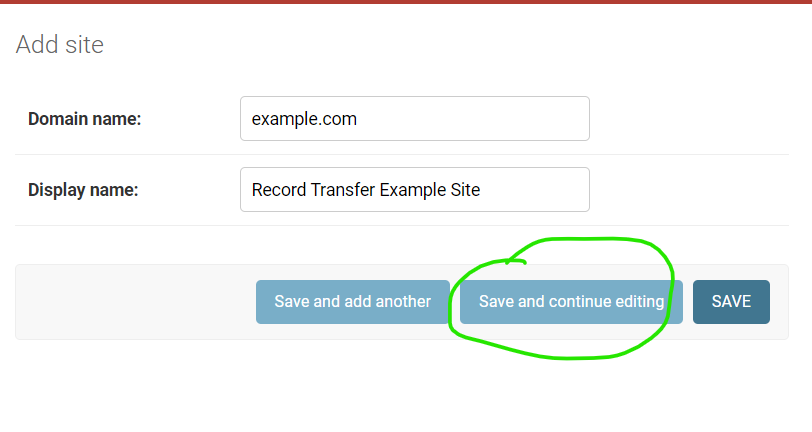 Add site
Domain name: example.com
Display name: Record Transfer Example Site
Save and add another Save and continue editing SAVE